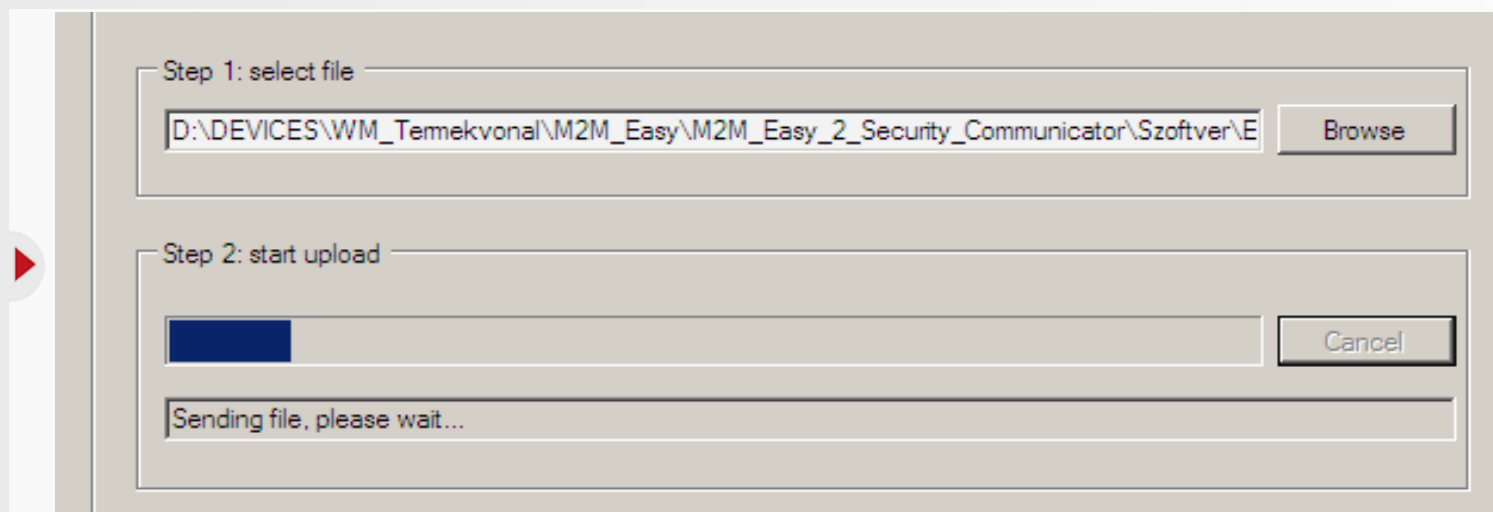 Step 1: select file
D:\DEVICES\WM_Termekvonal\M2M_Easy\M2M_Easy_2_Security_Communicator\Szoftver\E
Browse
Step 2: start upload
Cancel
Sending file, please wait...